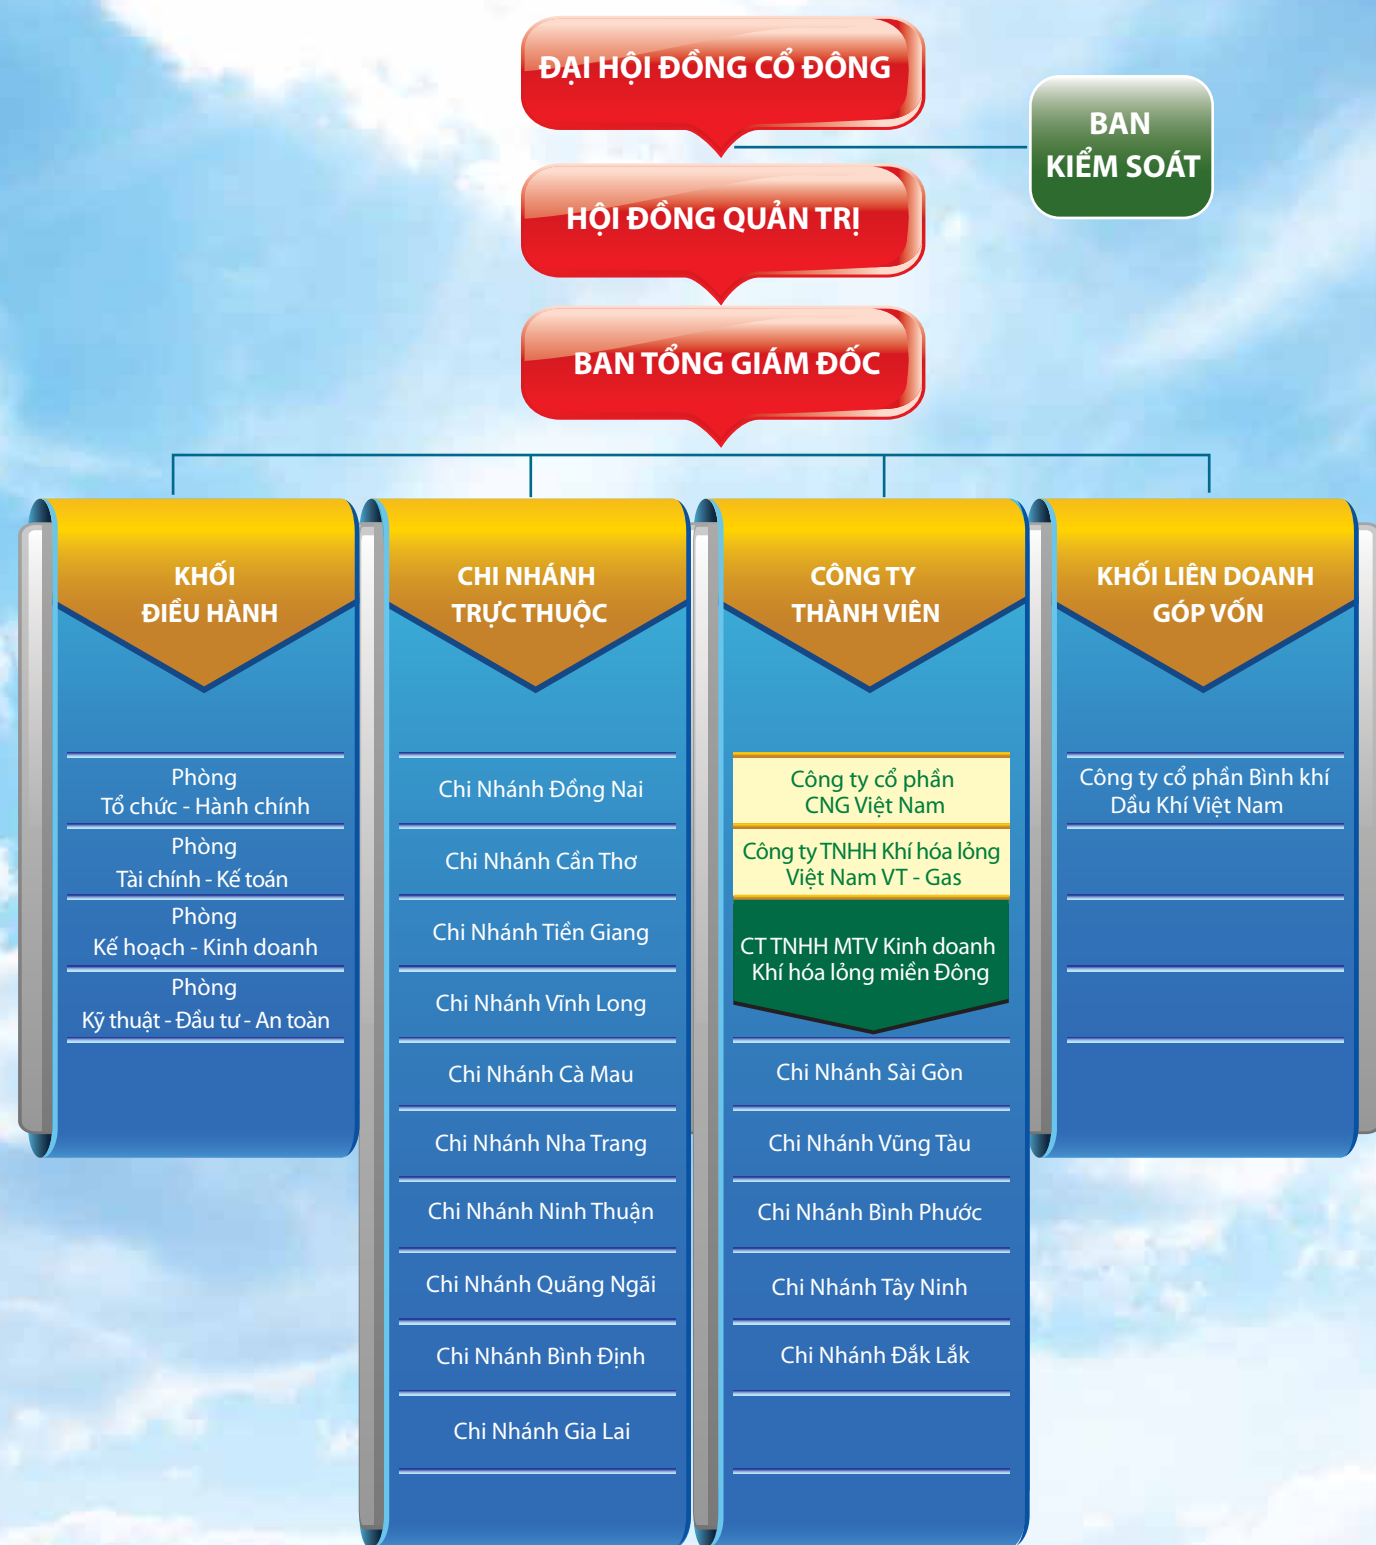 ĐẠI HỘI ĐỒNG CỔ ĐÔNG
BAN
KIỂM SOÁT
HỘI ĐỒNG QUẢN TRỊ
BAN TỔNG GIÁM ĐỐC
KHỐI
ĐIỀU HÀNH
Phòng
Tổ chức - Hành chính
Phòng
Tài chính - Kế toán
Phòng
Kế hoạch - Kinh doanh
Phòng
Kỹ thuật - Đầu tư - An toàn
CHI NHÁNH
TRỰC THUỘC
Chi Nhánh Đồng Nai
Chi Nhánh Cần Thơ
Chi Nhánh Tiền Giang
Chi Nhánh Vĩnh Long
Chi Nhánh Cà Mau
Chi Nhánh Nha Trang
Chi Nhánh Ninh Thuận
Chi Nhánh Quãng Ngãi
Chi Nhánh Bình Định
Chi Nhánh Gia Lai
CÔNG TY
THÀNH VIÊN
Công ty cổ phần
CNG Việt Nam
Công ty TNHH Khí hóa lỏng
Việt Nam VT - Gas
CT TNHH MTV Kinh doanh
Khí hóa lỏng miền Đông
Chi Nhánh Sài Gòn
Chi Nhánh Vũng Tàu
Chi Nhánh Bình Phước
Chi Nhánh Tây Ninh
Chi Nhánh Đắk Lắk
KHỐI LIÊN DOANH
GÓP VỐN
Công ty cổ phần Bình khí
Dầu Khí Việt Nam